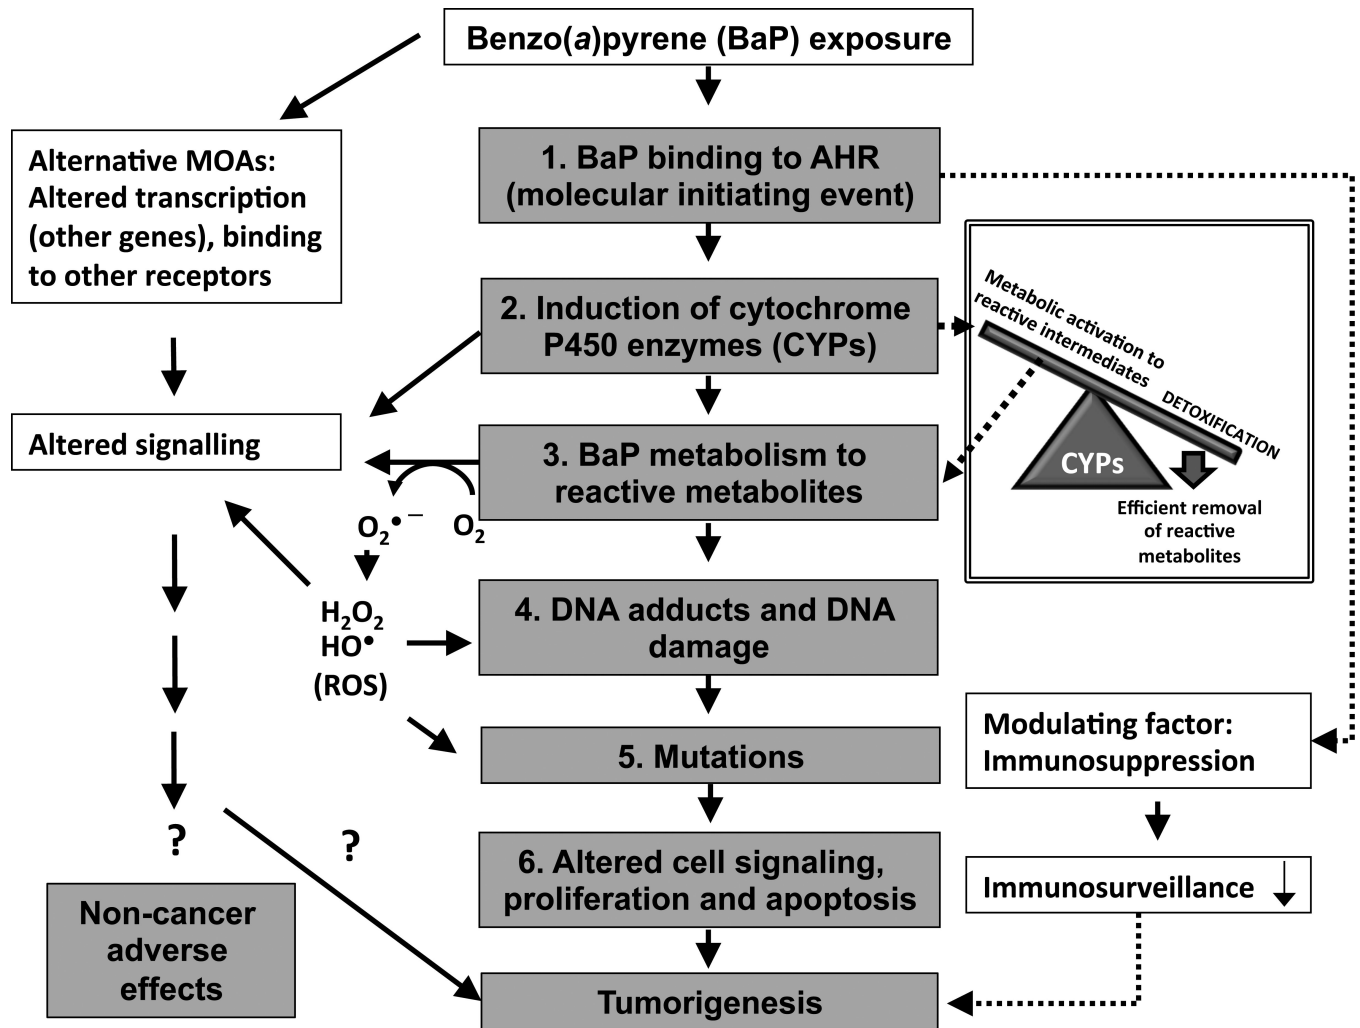 Benzo(a)pyrene (BaP) exposure
Alternative MOAs:
Altered transcription
(other genes), binding
to other receptors
1. BaP binding to AHR
(molecular initiating event)
2. Induction of cytochrome
P450 enzymes (CYPs)
Metabolic activation to
reactive intermediates
DETOXIFICATION
CYPs
Efficient removal
of reactive
metabolites
Altered signalling
3. BaP metabolism to
reactive metabolites
O₂•⁻
O₂
H₂O₂
HO•
(ROS)
4. DNA adducts and DNA
damage
5. Mutations
Modulating factor:
Immunosuppression
?
?
6. Altered cell signaling,
proliferation and apoptosis
Immunosurveillance ↓
Non-cancer
adverse
effects
Tumorigenesis